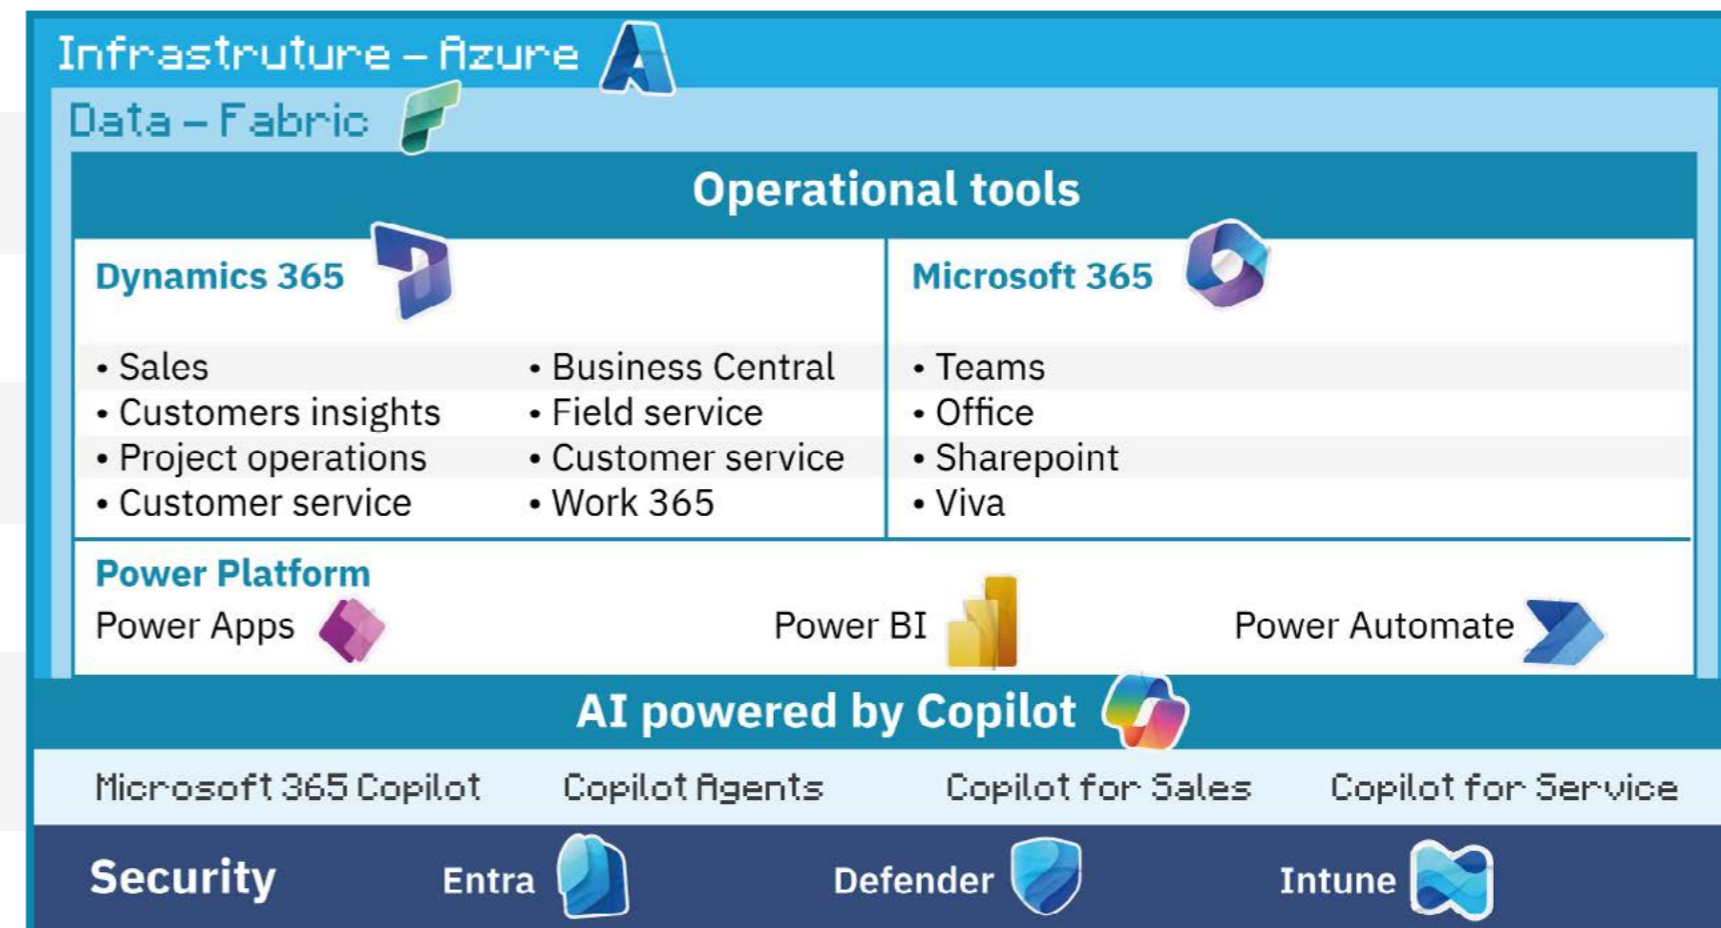 Infrastruture – Azure
Data – Fabric
Operational tools
Dynamics 365
• Sales
• Customers insights
• Project operations
• Customer service
• Business Central
• Field service
• Customer service
• Work 365
Microsoft 365
• Teams
• Office
• Sharepoint
• Viva
Power Platform
Power Apps
Power BI
Power Automate
AI powered by Copilot
Microsoft 365 Copilot
Copilot Agents
Copilot for Sales
Copilot for Service
Security
Entra
Defender
Intune